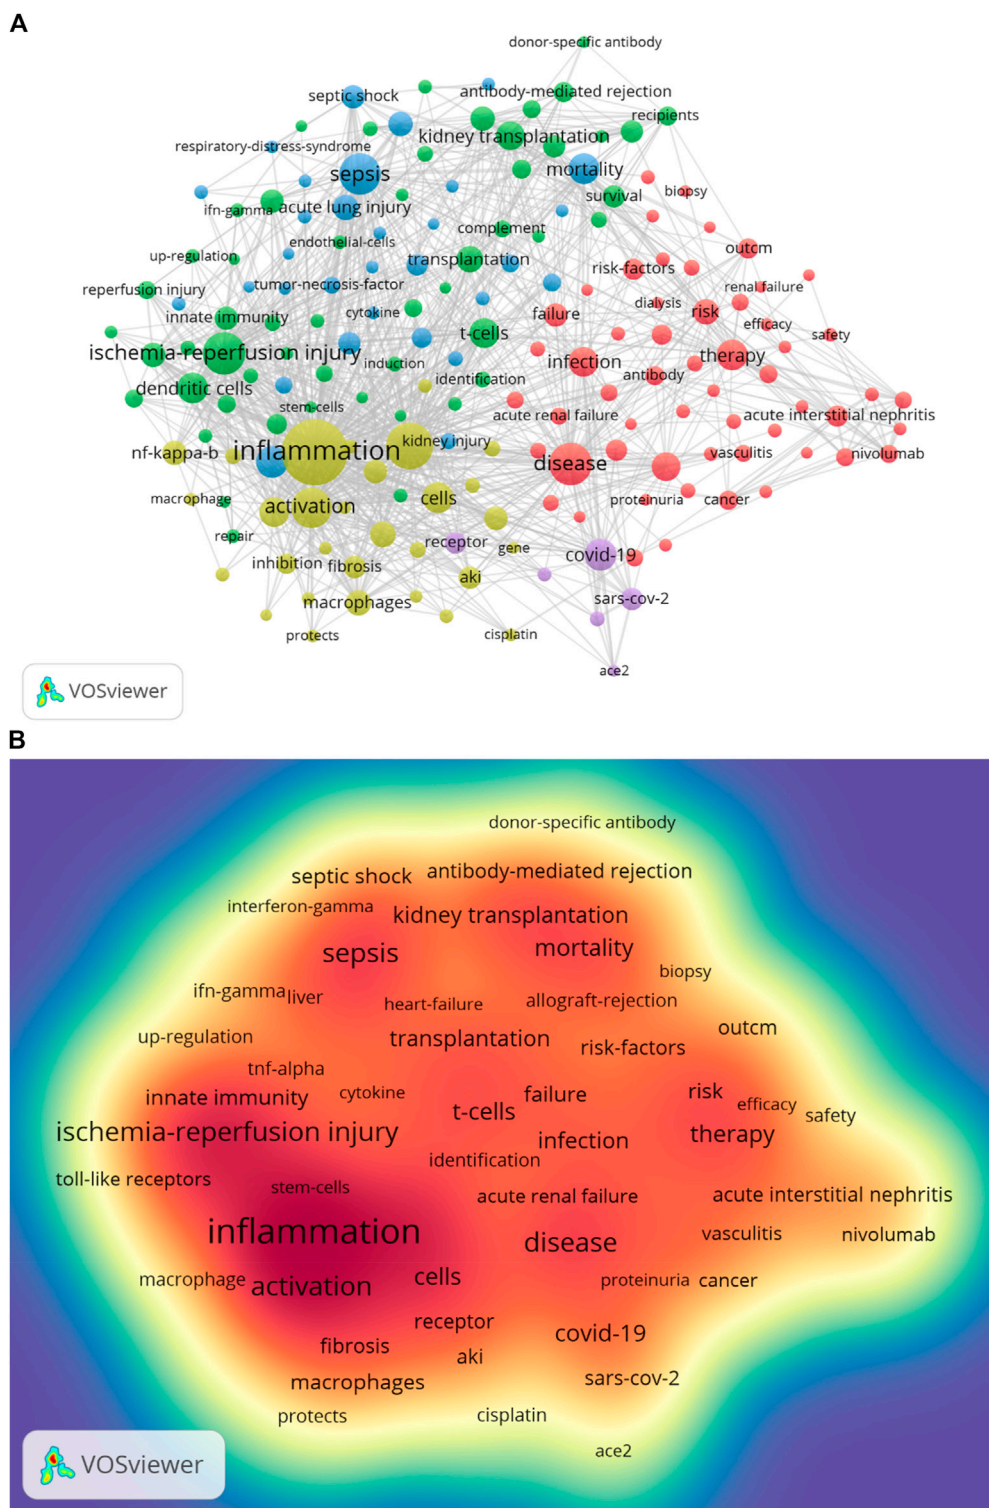 A
donor-specific antibody
septic shock
antibody-mediated rejection
recipients
kidney transplantation
respiratory-distress-syndrome
sepsis
mortality
biopsy
survival
ifn-gamma
acute lung injury
complement
endothelial-cells
outcm
up-regulation
transplantation
risk-factors
tumor-necrosis-factor
renal failure
reperfusion injury
dialysis
cytokine
risk
innate immunity
failure
efficacy
t-cells
safety
ischemia-reperfusion injury
therapy
induction
infection
identification
antibody
dendritic cells
stem-cells
acute renal failure
acute interstitial nephritis
kidney injury
inflammation
nf-kappa-b
vasculitis
nivolumab
disease
macrophage
cells
proteinuria
cancer
activation
repair
receptor
gene
covid-19
inhibition
fibrosis
aki
sars-cov-2
macrophages
protects
cisplatin
ace2
VOSviewer
B
donor-specific antibody
septic shock
antibody-mediated rejection
interferon-gamma
kidney transplantation
sepsis
mortality
biopsy
ifn-gamma
liver
heart-failure
allograft-rejection
outcm
up-regulation
transplantation
risk-factors
tnf-alpha
cytokine
failure
risk
innate immunity
efficacy
t-cells
safety
ischemia-reperfusion injury
infection
therapy
identification
toll-like receptors
stem-cells
acute renal failure
acute interstitial nephritis
inflammation
disease
vasculitis
nivolumab
macrophage
activation
cells
proteinuria
cancer
receptor
covid-19
fibrosis
aki
macrophages
sars-cov-2
protects
cisplatin
ace2
VOSviewer